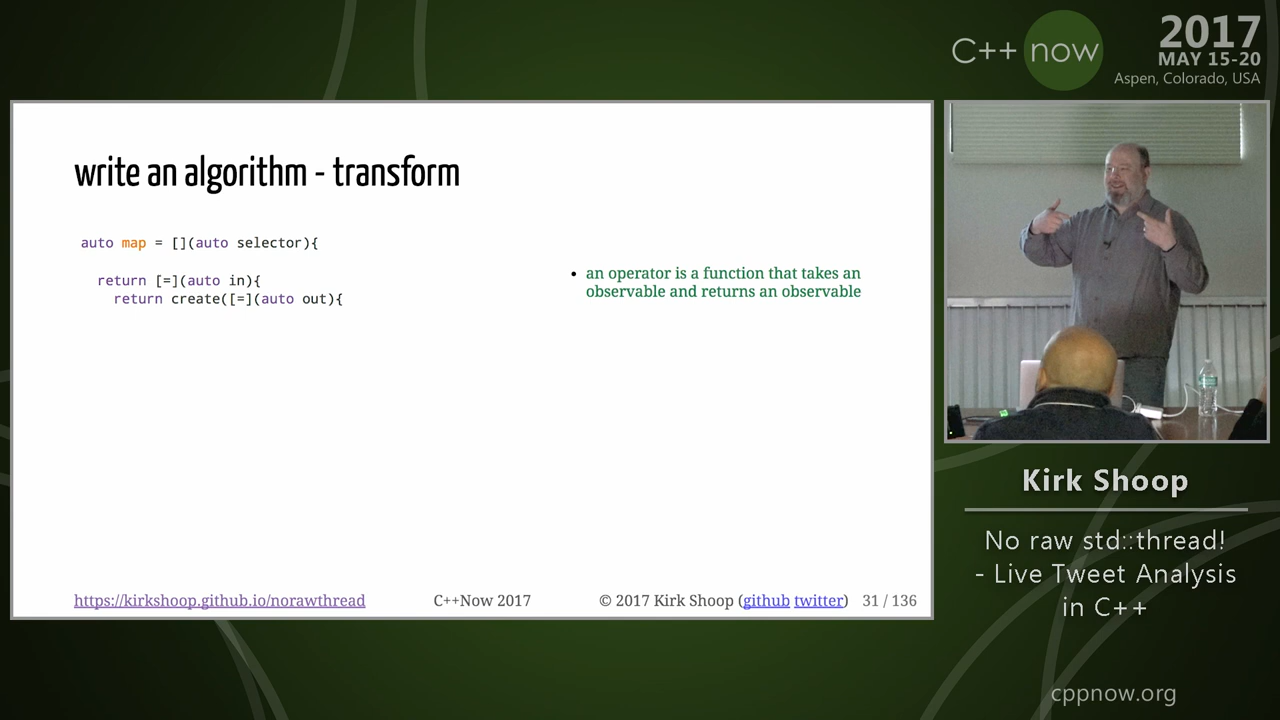 C++ now
2017
MAY 15-20
Aspen, Colorado, USA
write an algorithm - transform
auto map = [](auto selector){
return [=](auto in){
return create([=](auto out){
• an operator is a function that takes an
observable and returns an observable
https://kirkshoop.github.io/norawthread
C++Now 2017
© 2017 Kirk Shoop (github twitter)
31 / 136
Kirk Shoop
No raw std::thread!
- Live Tweet Analysis
in C++
cppnow.org